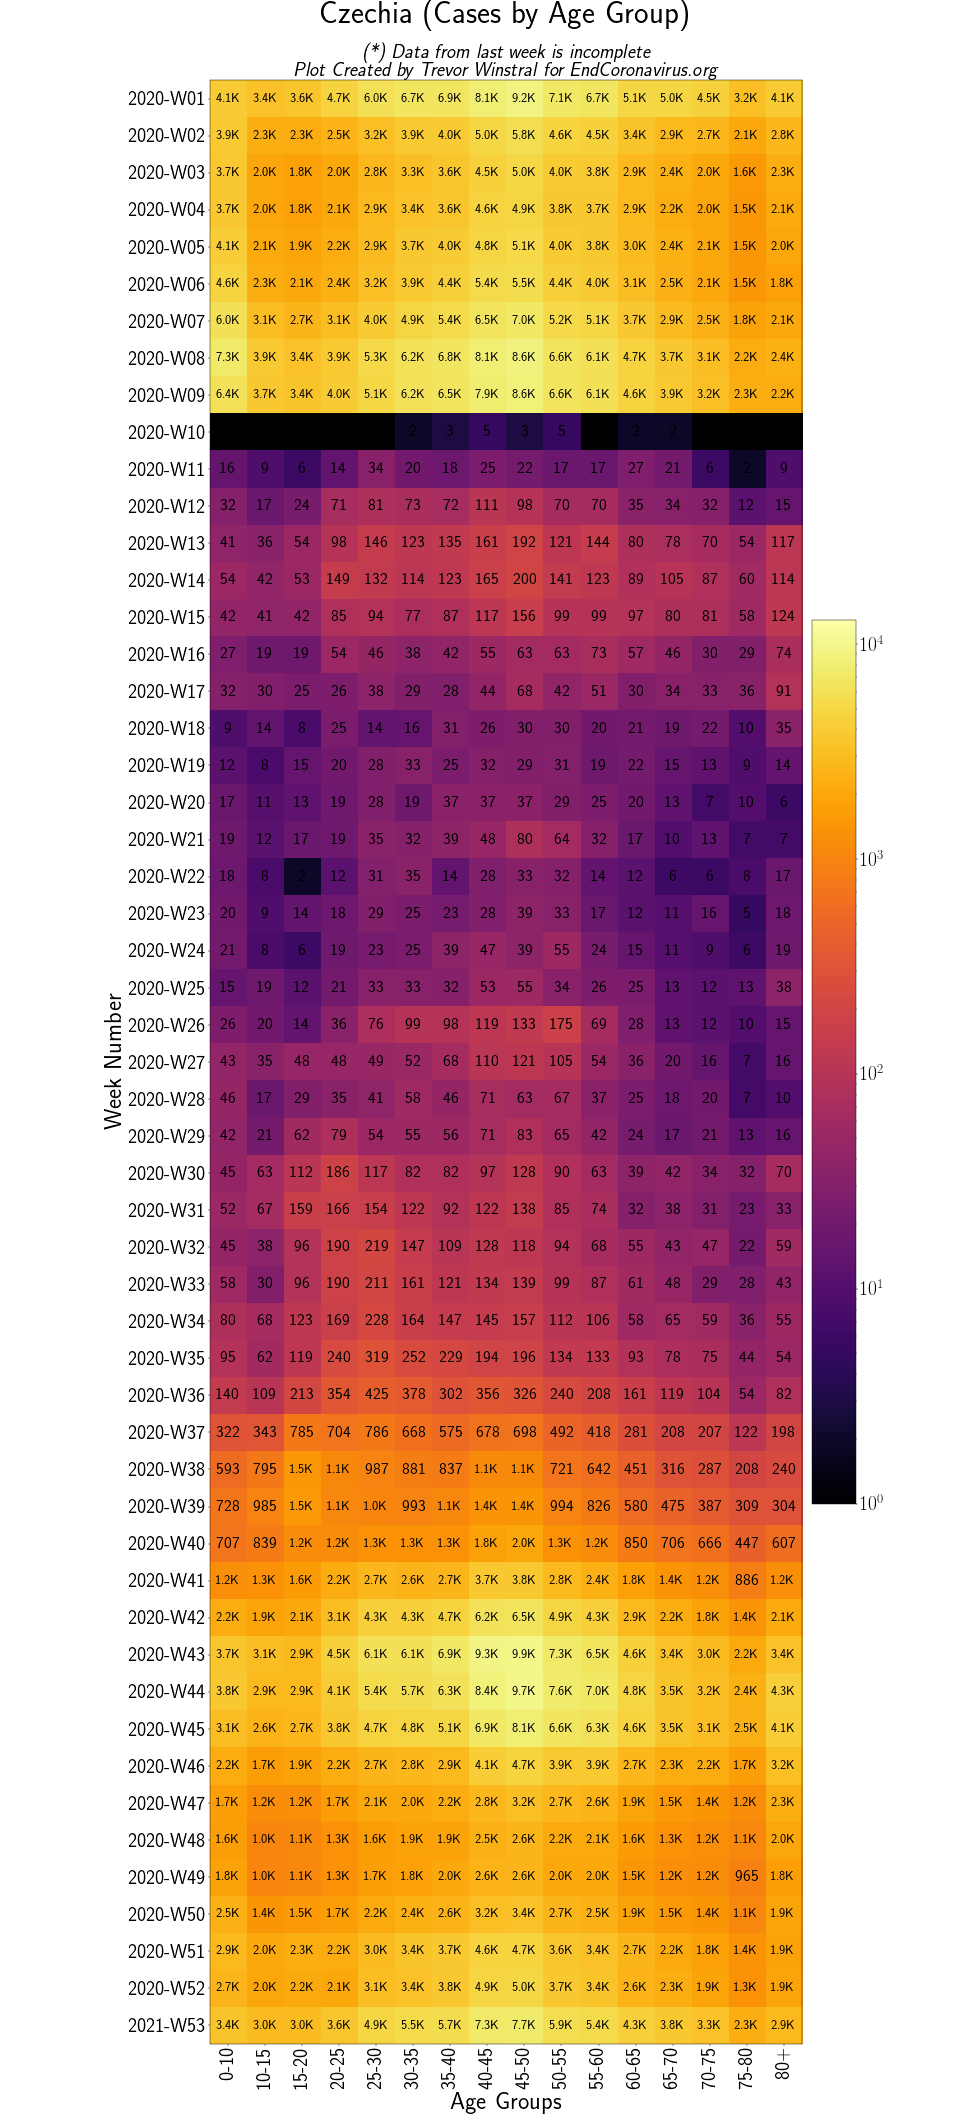 Czechia (Cases by Age Group)
(*) Data from last week is incomplete
Plot Created by Trevor Winstral for EndCoronavirus.org
2020-W01 4.1K 3.4K 3.6K 4.7K 6.0K 6.7K 6.9K 8.1K 9.2K 7.1K 6.7K 5.1K 5.0K 4.5K 3.2K 4.1K
2020-W02 3.9K 2.3K 2.3K 2.5K 3.2K 3.9K 4.0K 5.0K 5.8K 4.6K 4.5K 3.4K 2.9K 2.7K 2.1K 2.8K
2020-W03 3.7K 2.0K 1.8K 2.0K 2.8K 3.3K 3.6K 4.5K 5.0K 4.0K 3.8K 2.9K 2.4K 2.0K 1.6K 2.3K
2020-W04 3.7K 2.0K 1.8K 2.1K 2.9K 3.4K 3.6K 4.6K 4.9K 3.8K 3.7K 2.9K 2.2K 2.0K 1.5K 2.1K
2020-W05 4.1K 2.1K 1.9K 2.2K 2.9K 3.7K 4.0K 4.8K 5.1K 4.0K 3.8K 3.0K 2.4K 2.1K 1.5K 2.0K
2020-W06 4.6K 2.3K 2.1K 2.4K 3.2K 3.9K 4.4K 5.4K 5.5K 4.4K 4.0K 3.1K 2.5K 2.1K 1.5K 1.8K
2020-W07 6.0K 3.1K 2.7K 3.1K 4.0K 4.9K 5.4K 6.5K 7.0K 5.2K 5.1K 3.7K 2.9K 2.5K 1.8K 2.1K
2020-W08 7.3K 3.9K 3.4K 3.9K 5.3K 6.2K 6.8K 8.1K 8.6K 6.6K 6.1K 4.7K 3.7K 3.1K 2.2K 2.4K
2020-W09 6.4K 3.7K 3.4K 4.0K 5.1K 6.2K 6.5K 7.9K 8.6K 6.6K 6.1K 4.6K 3.9K 3.2K 2.3K 2.2K
2020-W10 2 3 5 3 5 2 2
2020-W11 16 9 6 14 34 20 18 25 22 17 17 27 21 6 2 9
2020-W12 32 17 24 71 81 73 72 111 98 70 70 35 34 32 12 15
2020-W13 41 36 54 98 146 123 135 161 192 121 144 80 78 70 54 117
2020-W14 54 42 53 149 132 114 123 165 200 141 123 89 105 87 60 114
2020-W15 42 41 42 85 94 77 87 117 156 99 99 97 80 81 58 124
2020-W16 27 19 19 54 46 38 42 55 63 63 73 57 46 30 29 74
2020-W17 32 30 25 26 38 29 28 44 68 42 51 30 34 33 36 91
2020-W18 9 14 8 25 14 16 31 26 30 30 20 21 19 22 10 35
2020-W19 12 8 15 20 28 33 25 32 29 31 19 22 15 13 9 14
2020-W20 17 11 13 19 28 19 37 37 37 29 25 20 13 7 10 6
2020-W21 19 12 17 19 35 32 39 48 80 64 32 17 10 13 7 7
2020-W22 18 8 2 12 31 35 14 28 33 32 14 12 6 6 8 17
2020-W23 20 9 14 18 29 25 23 28 39 33 17 12 11 16 5 18
2020-W24 21 8 6 19 23 25 39 47 39 55 24 15 11 9 6 19
2020-W25 15 19 12 21 33 33 32 53 55 34 26 25 13 12 13 38
2020-W26 26 20 14 36 76 99 98 119 133 175 69 28 13 12 10 15
2020-W27 43 35 48 48 49 52 68 110 121 105 54 36 20 16 7 16
2020-W28 46 17 29 35 41 58 46 71 63 67 37 25 18 20 7 10
2020-W29 42 21 62 79 54 55 56 71 83 65 42 24 17 21 13 16
2020-W30 45 63 112 186 117 82 82 97 128 90 63 39 42 34 32 70
2020-W31 52 67 159 166 154 122 92 122 138 85 74 32 38 31 23 33
2020-W32 45 38 96 190 219 147 109 128 118 94 68 55 43 47 22 59
2020-W33 58 30 96 190 211 161 121 134 139 99 87 61 48 29 28 43
2020-W34 80 68 123 169 228 164 147 145 157 112 106 58 65 59 36 55
2020-W35 95 62 119 240 319 252 229 194 196 134 133 93 78 75 44 54
2020-W36 140 109 213 354 425 378 302 356 326 240 208 161 119 104 54 82
2020-W37 322 343 785 704 786 668 575 678 698 492 418 281 208 207 122 198
2020-W38 593 795 1.5K 1.1K 987 881 837 1.1K 1.1K 721 642 451 316 287 208 240
2020-W39 728 985 1.5K 1.1K 1.0K 993 1.1K 1.4K 1.4K 994 826 580 475 387 309 304
2020-W40 707 839 1.2K 1.2K 1.3K 1.3K 1.3K 1.8K 2.0K 1.3K 1.2K 850 706 666 447 607
2020-W41 1.2K 1.3K 1.6K 2.2K 2.7K 2.6K 2.7K 3.7K 3.8K 2.8K 2.4K 1.8K 1.4K 1.2K 886 1.2K
2020-W42 2.2K 1.9K 2.1K 3.1K 4.3K 4.3K 4.7K 6.2K 6.5K 4.9K 4.3K 2.9K 2.2K 1.8K 1.4K 2.1K
2020-W43 3.7K 3.1K 2.9K 4.5K 6.1K 6.1K 6.9K 9.3K 9.9K 7.3K 6.5K 4.6K 3.4K 3.0K 2.2K 3.4K
2020-W44 3.8K 2.9K 2.9K 4.1K 5.4K 5.7K 6.3K 8.4K 9.7K 7.6K 7.0K 4.8K 3.5K 3.2K 2.4K 4.3K
2020-W45 3.1K 2.6K 2.7K 3.8K 4.7K 4.8K 5.1K 6.9K 8.1K 6.6K 6.3K 4.6K 3.5K 3.1K 2.5K 4.1K
2020-W46 2.2K 1.7K 1.9K 2.2K 2.7K 2.8K 2.9K 4.1K 4.7K 3.9K 3.9K 2.7K 2.3K 2.2K 1.7K 3.2K
2020-W47 1.7K 1.2K 1.2K 1.7K 2.1K 2.0K 2.2K 2.8K 3.2K 2.7K 2.6K 1.9K 1.5K 1.4K 1.2K 2.3K
2020-W48 1.6K 1.0K 1.1K 1.3K 1.6K 1.9K 1.9K 2.5K 2.6K 2.2K 2.1K 1.6K 1.3K 1.2K 1.1K 2.0K
2020-W49 1.8K 1.0K 1.1K 1.3K 1.7K 1.8K 2.0K 2.6K 2.6K 2.0K 2.0K 1.5K 1.2K 1.2K 965 1.8K
2020-W50 2.5K 1.4K 1.5K 1.7K 2.2K 2.4K 2.6K 3.2K 3.4K 2.7K 2.5K 1.9K 1.5K 1.4K 1.1K 1.9K
2020-W51 2.9K 2.0K 2.3K 2.2K 3.0K 3.4K 3.7K 4.6K 4.7K 3.6K 3.4K 2.7K 2.2K 1.8K 1.4K 1.9K
2020-W52 2.7K 2.0K 2.2K 2.1K 3.1K 3.4K 3.8K 4.9K 5.0K 3.7K 3.4K 2.6K 2.3K 1.9K 1.3K 1.9K
2021-W53 3.4K 3.0K 3.0K 3.6K 4.9K 5.5K 5.7K 7.3K 7.7K 5.9K 5.4K 4.3K 3.8K 3.3K 2.3K 2.9K
0-10 10-15 15-20 20-25 25-30 30-35 35-40 40-45 45-50 50-55 55-60 60-65 65-70 70-75 75-80 80+
Age Groups
Week Number
10^4
10^3
10^2
10^1
10^0